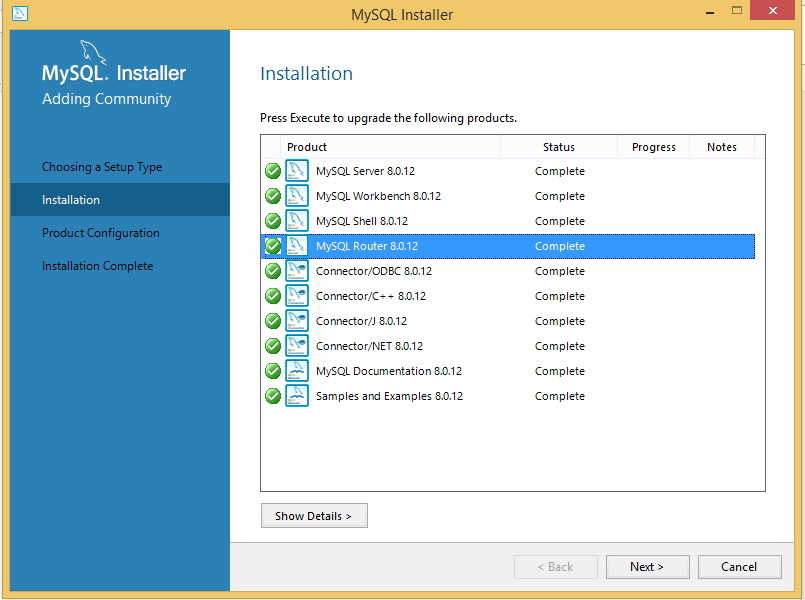 MySQL Installer
MySQL. Installer
Adding Community
Choosing a Setup Type
Installation
Product Configuration
Installation Complete
Installation
Press Execute to upgrade the following products.
Product Status Progress Notes
MySQL Server 8.0.12 Complete
MySQL Workbench 8.0.12 Complete
MySQL Shell 8.0.12 Complete
MySQL Router 8.0.12 Complete
Connector/ODBC 8.0.12 Complete
Connector/C++ 8.0.12 Complete
Connector/J 8.0.12 Complete
Connector/NET 8.0.12 Complete
MySQL Documentation 8.0.12 Complete
Samples and Examples 8.0.12 Complete
Show Details >
< Back Next > Cancel